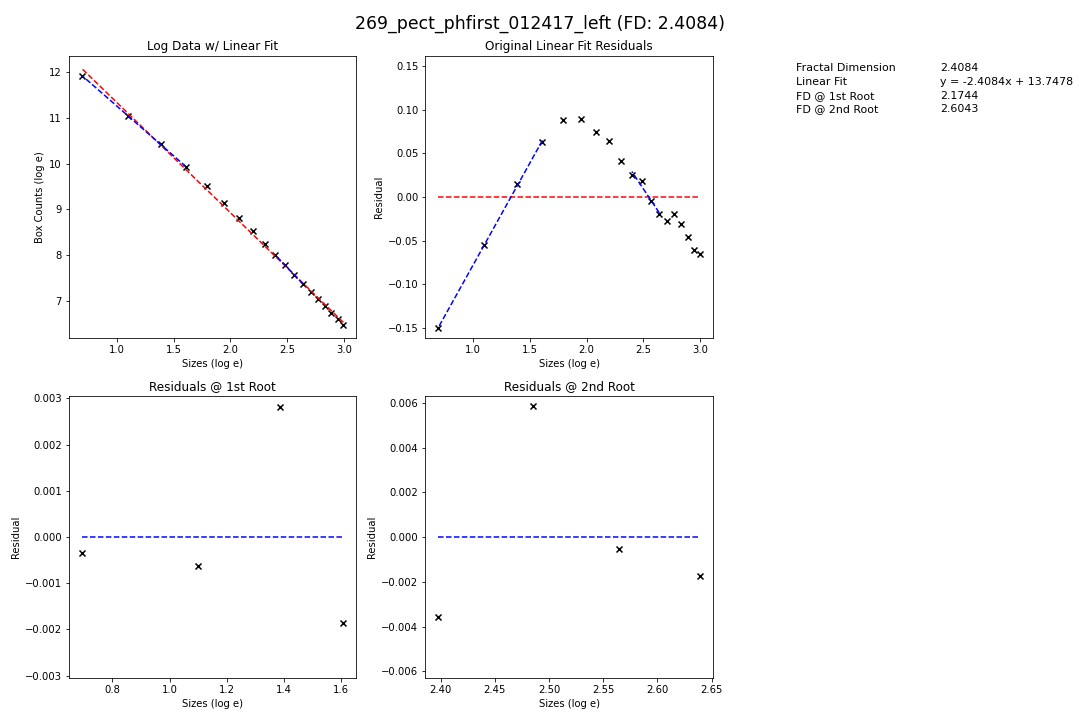 269_pect_phfirst_012417_left (FD: 2.4084)
Log Data w/ Linear Fit
Box Counts (log e)
12
11
10
9
8
7
1.0 1.5 2.0 2.5 3.0
Sizes (log e)
Original Linear Fit Residuals
Residual
0.15
0.10
0.05
0.00
−0.05
−0.10
−0.15
1.0 1.5 2.0 2.5 3.0
Sizes (log e)
Fractal Dimension 2.4084
Linear Fit y = -2.4084x + 13.7478
FD @ 1st Root 2.1744
FD @ 2nd Root 2.6043
Residuals @ 1st Root
Residual
0.003
0.002
0.001
0.000
−0.001
−0.002
−0.003
0.8 1.0 1.2 1.4 1.6
Sizes (log e)
Residuals @ 2nd Root
Residual
0.006
0.004
0.002
0.000
−0.002
−0.004
−0.006
2.40 2.45 2.50 2.55 2.60 2.65
Sizes (log e)